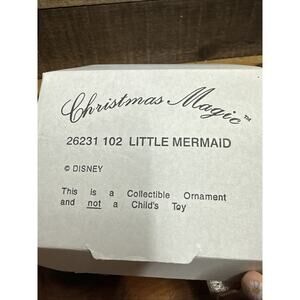 Christmas Magic™
26231 102 LITTLE MERMAID
© DISNEY
This is a Collectible Ornament
and not a Child's Toy